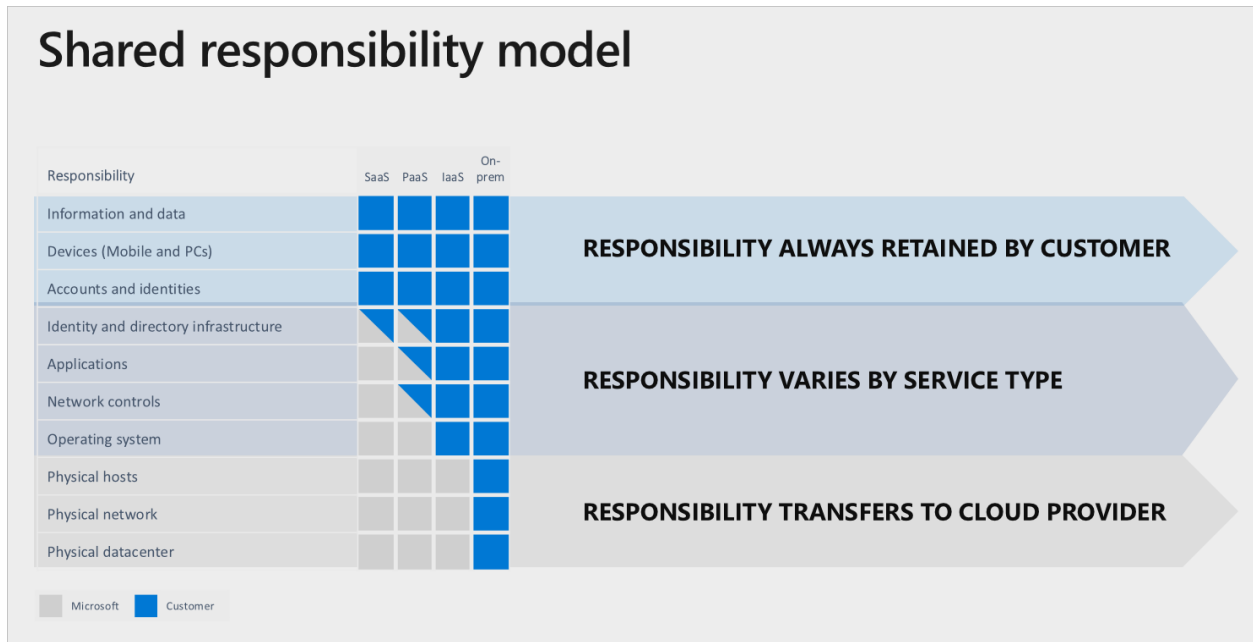 Shared responsibility model
Responsibility
SaaS
PaaS
IaaS
On-
prem
Information and data
Devices (Mobile and PCs)
Accounts and identities
RESPONSIBILITY ALWAYS RETAINED BY CUSTOMER
Identity and directory infrastructure
Applications
Network controls
Operating system
RESPONSIBILITY VARIES BY SERVICE TYPE
Physical hosts
Physical network
Physical datacenter
RESPONSIBILITY TRANSFERS TO CLOUD PROVIDER
Microsoft
Customer